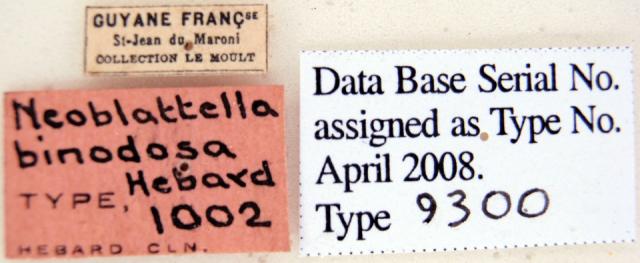 GUYANE FRANÇSE
St-Jean du Maroni
COLLECTION LE MOULT
Neoblattella
binodosa
Hebard
TYPE,
1002
HEBARD CLN.
Data Base Serial No.
assigned as Type No.
April 2008.
Type 9300